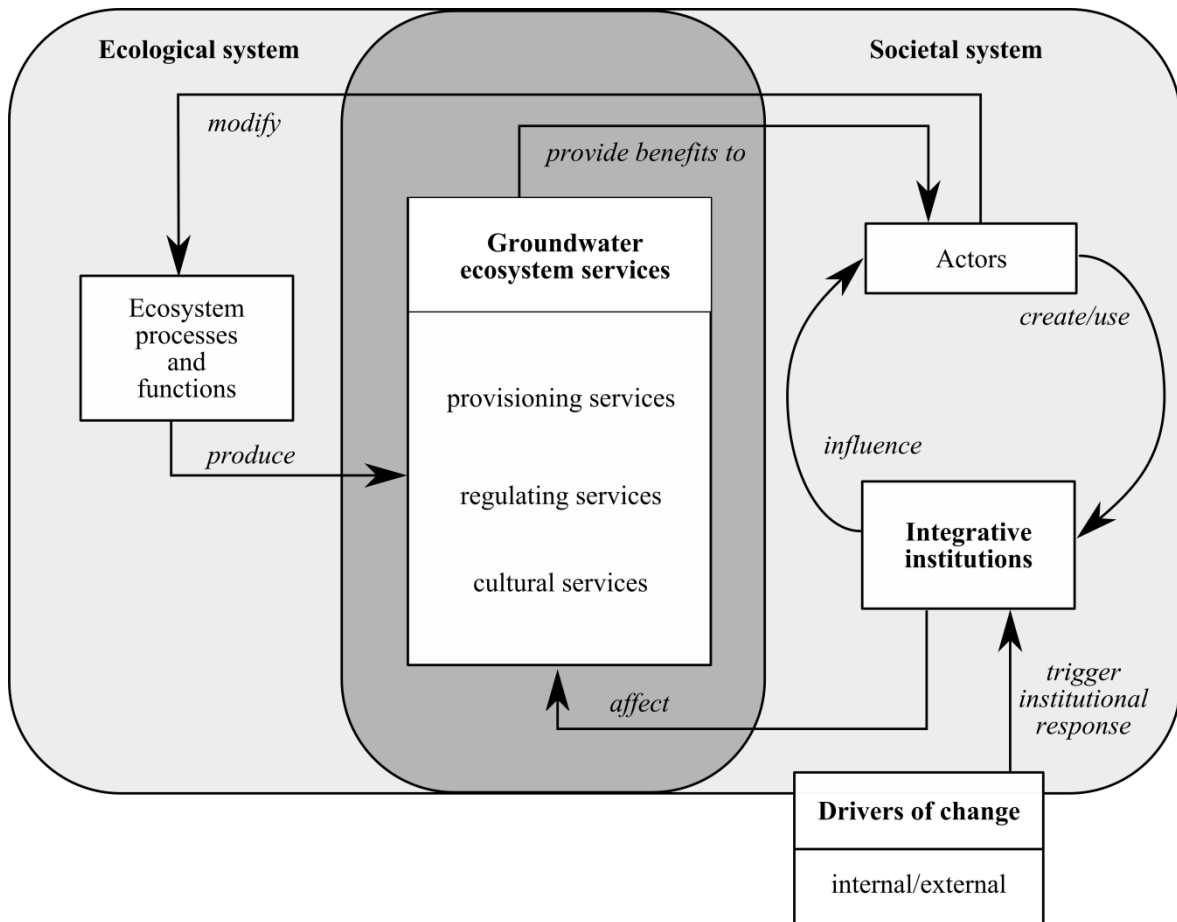 Ecological system
Societal system
modify
provide benefits to
Groundwater
ecosystem services
Actors
Ecosystem
processes
and
functions
create/use
provisioning services
produce
influence
regulating services
Integrative
institutions
cultural services
affect
trigger
institutional
response
Drivers of change
internal/external